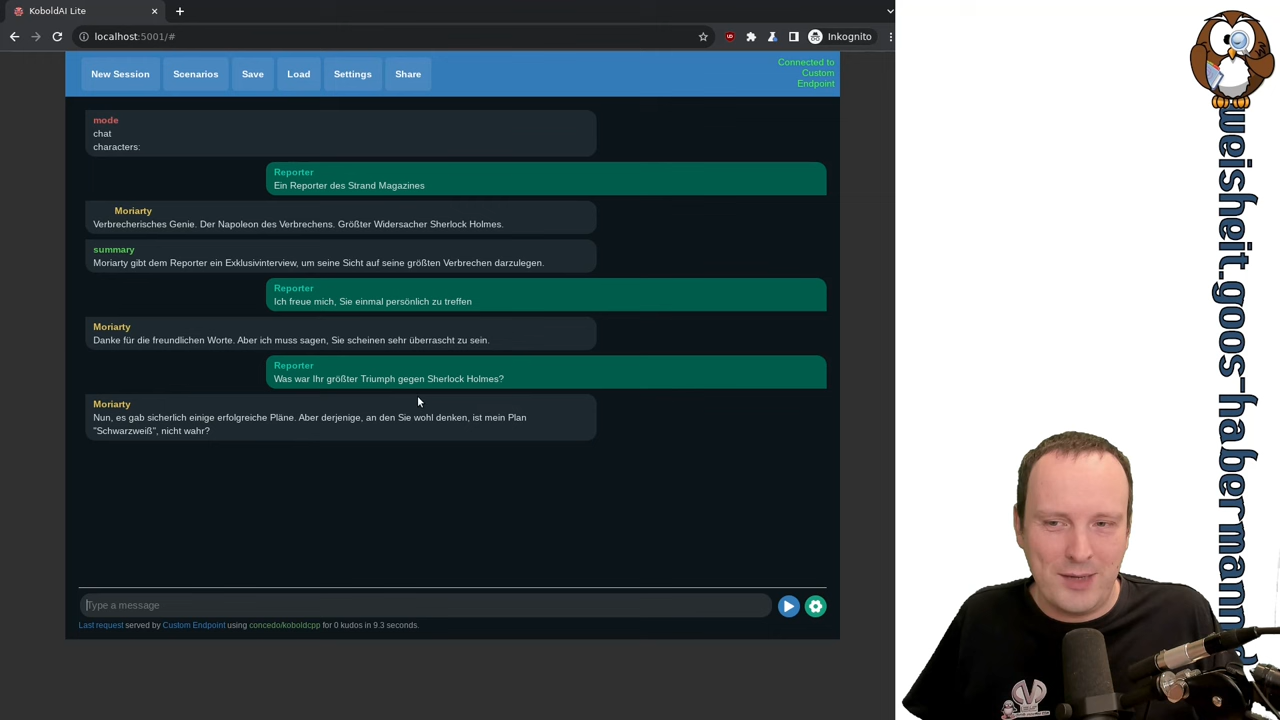 KoboldAI Lite
localhost:5001/#
Inkognito
New Session
Scenarios
Save
Load
Settings
Share
Connected to
Custom
Endpoint
mode
chat
characters:
Reporter
Ein Reporter des Strand Magazines
Moriarty
Verbrecherisches Genie. Der Napoleon des Verbrechens. Größter Widersacher Sherlock Holmes.
summary
Moriarty gibt dem Reporter ein Exklusivinterview, um seine Sicht auf seine größten Verbrechen darzulegen.
Reporter
Ich freue mich, Sie einmal persönlich zu treffen
Moriarty
Danke für die freundlichen Worte. Aber ich muss sagen, Sie scheinen sehr überrascht zu sein.
Reporter
Was war Ihr größter Triumph gegen Sherlock Holmes?
Moriarty
Nun, es gab sicherlich einige erfolgreiche Pläne. Aber derjenige, an den Sie wohl denken, ist mein Plan
"Schwarzweiß", nicht wahr?
Type a message
Last request served by Custom Endpoint using concedo/koboldcpp for 0 kudos in 9.3 seconds.